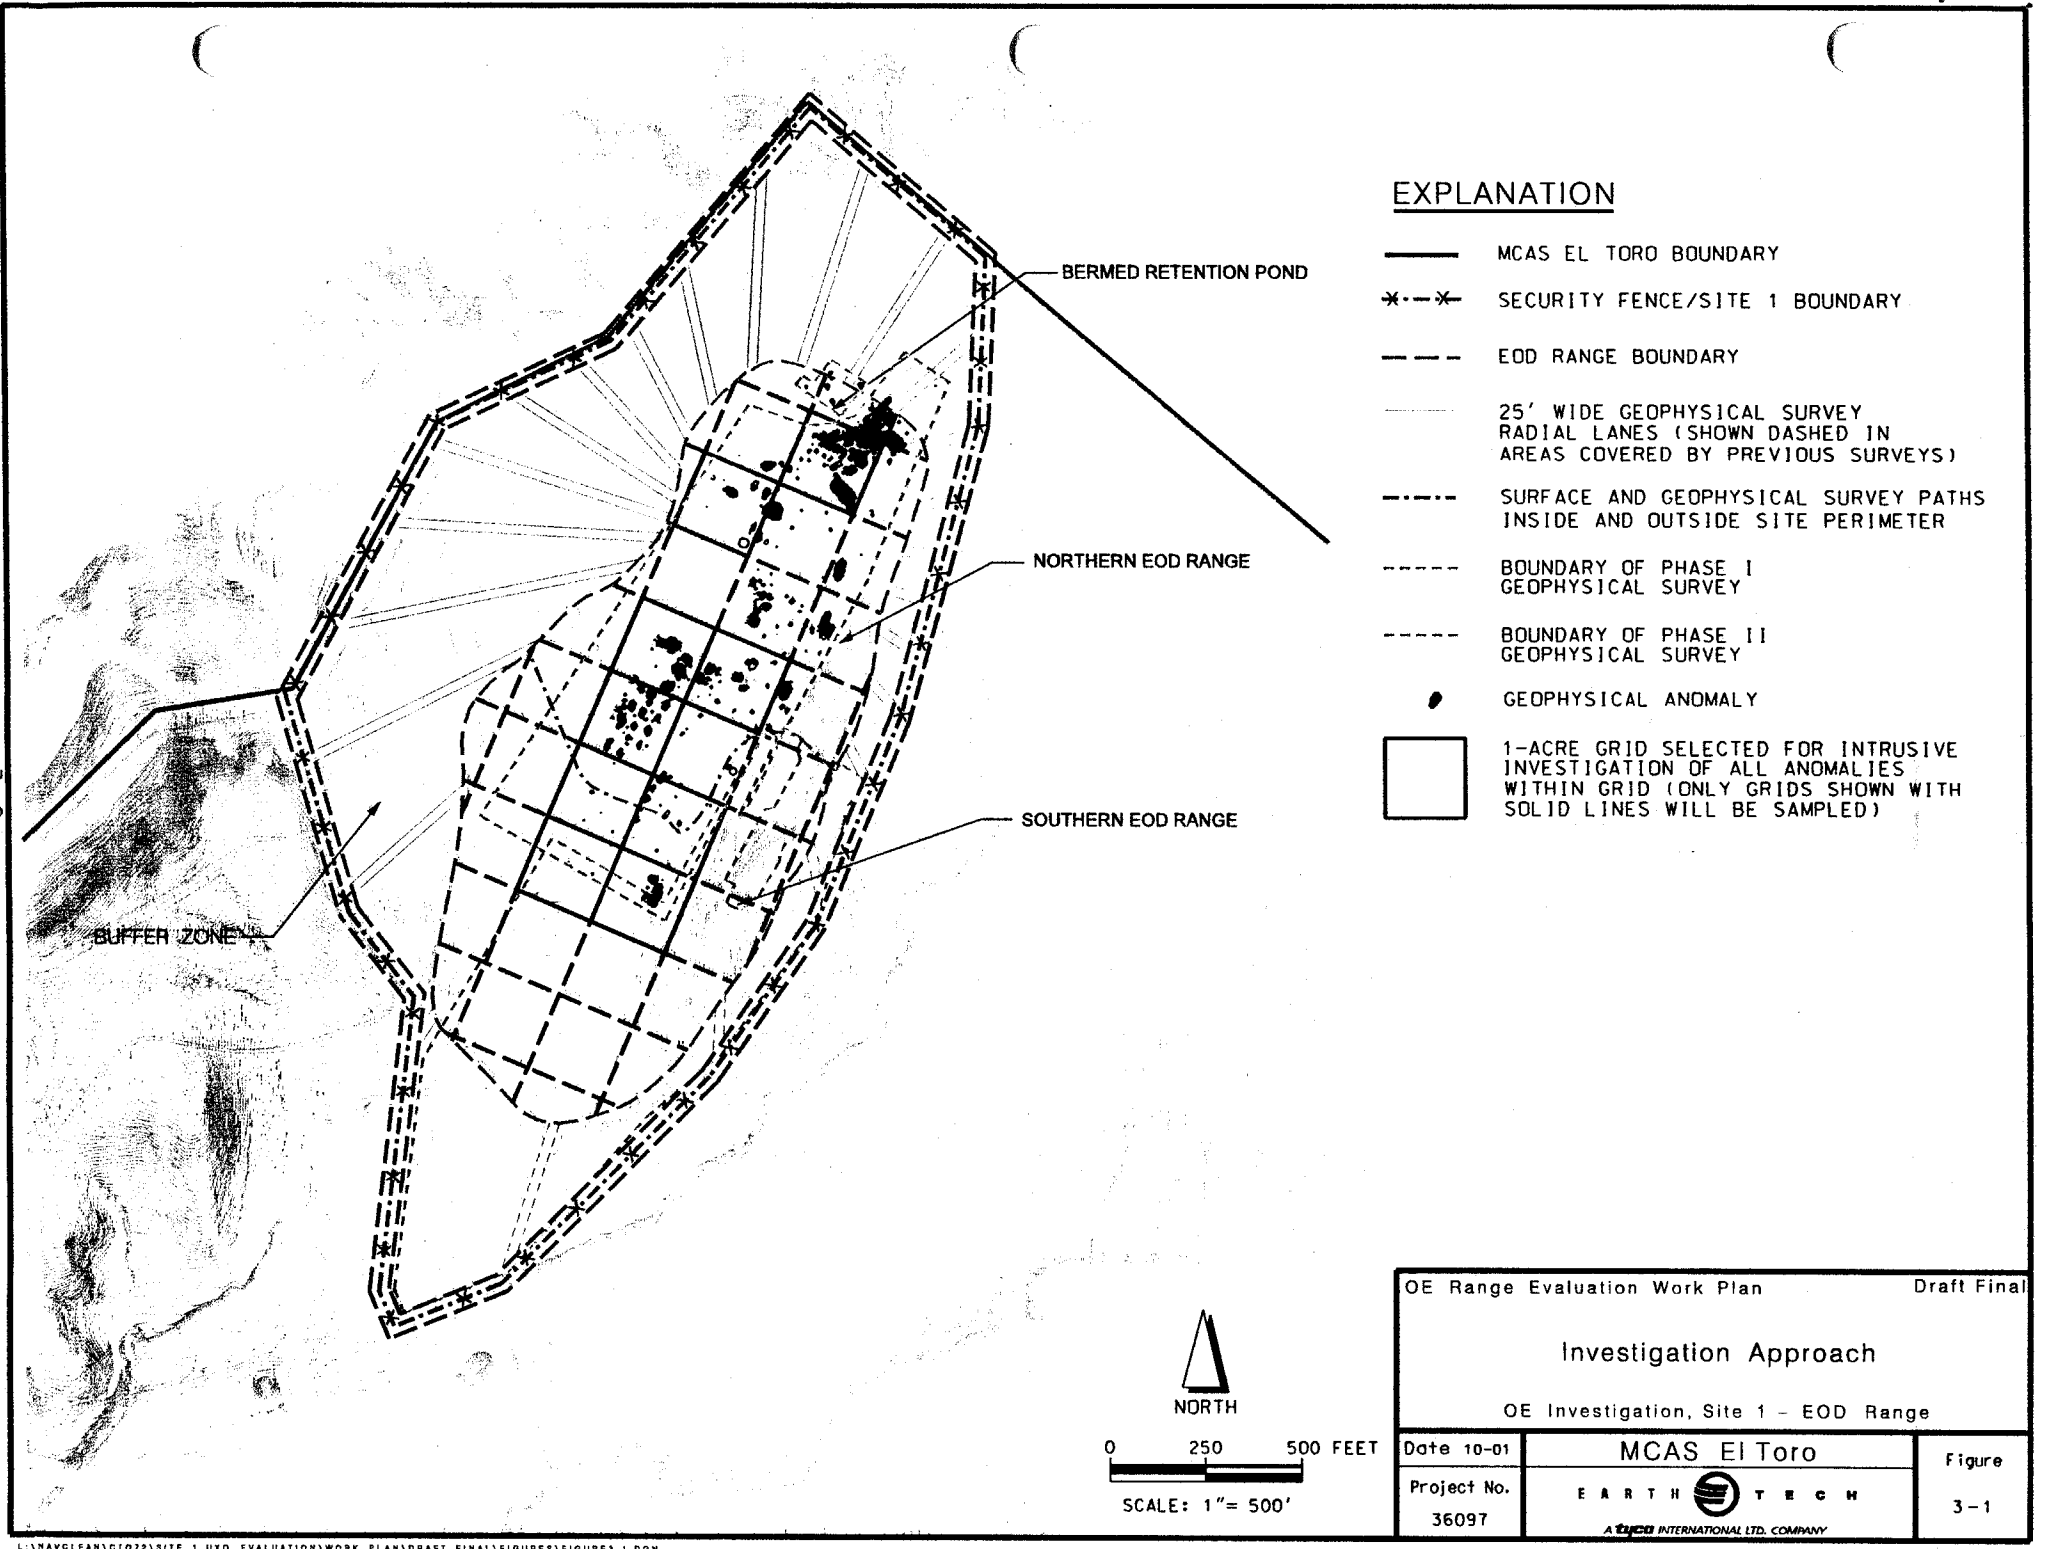 BERMED RETENTION POND
NORTHERN EOD RANGE
SOUTHERN EOD RANGE
BUFFER ZONE
EXPLANATION
MCAS EL TORO BOUNDARY
SECURITY FENCE/SITE 1 BOUNDARY
EOD RANGE BOUNDARY
25' WIDE GEOPHYSICAL SURVEY
RADIAL LANES (SHOWN DASHED IN
AREAS COVERED BY PREVIOUS SURVEYS)
SURFACE AND GEOPHYSICAL SURVEY PATHS
INSIDE AND OUTSIDE SITE PERIMETER
BOUNDARY OF PHASE I
GEOPHYSICAL SURVEY
BOUNDARY OF PHASE II
GEOPHYSICAL SURVEY
GEOPHYSICAL ANOMALY
1-ACRE GRID SELECTED FOR INTRUSIVE
INVESTIGATION OF ALL ANOMALIES
WITHIN GRID (ONLY GRIDS SHOWN WITH
SOLID LINES WILL BE SAMPLED)
NORTH
0 250 500 FEET
SCALE: 1"= 500'
OE Range Evaluation Work Plan Draft Final
Investigation Approach
OE Investigation, Site 1 - EOD Range
Date 10-01
Project No.
36097
MCAS El Toro
EARTH TECH
A tyco INTERNATIONAL LTD. COMPANY
Figure
3-1